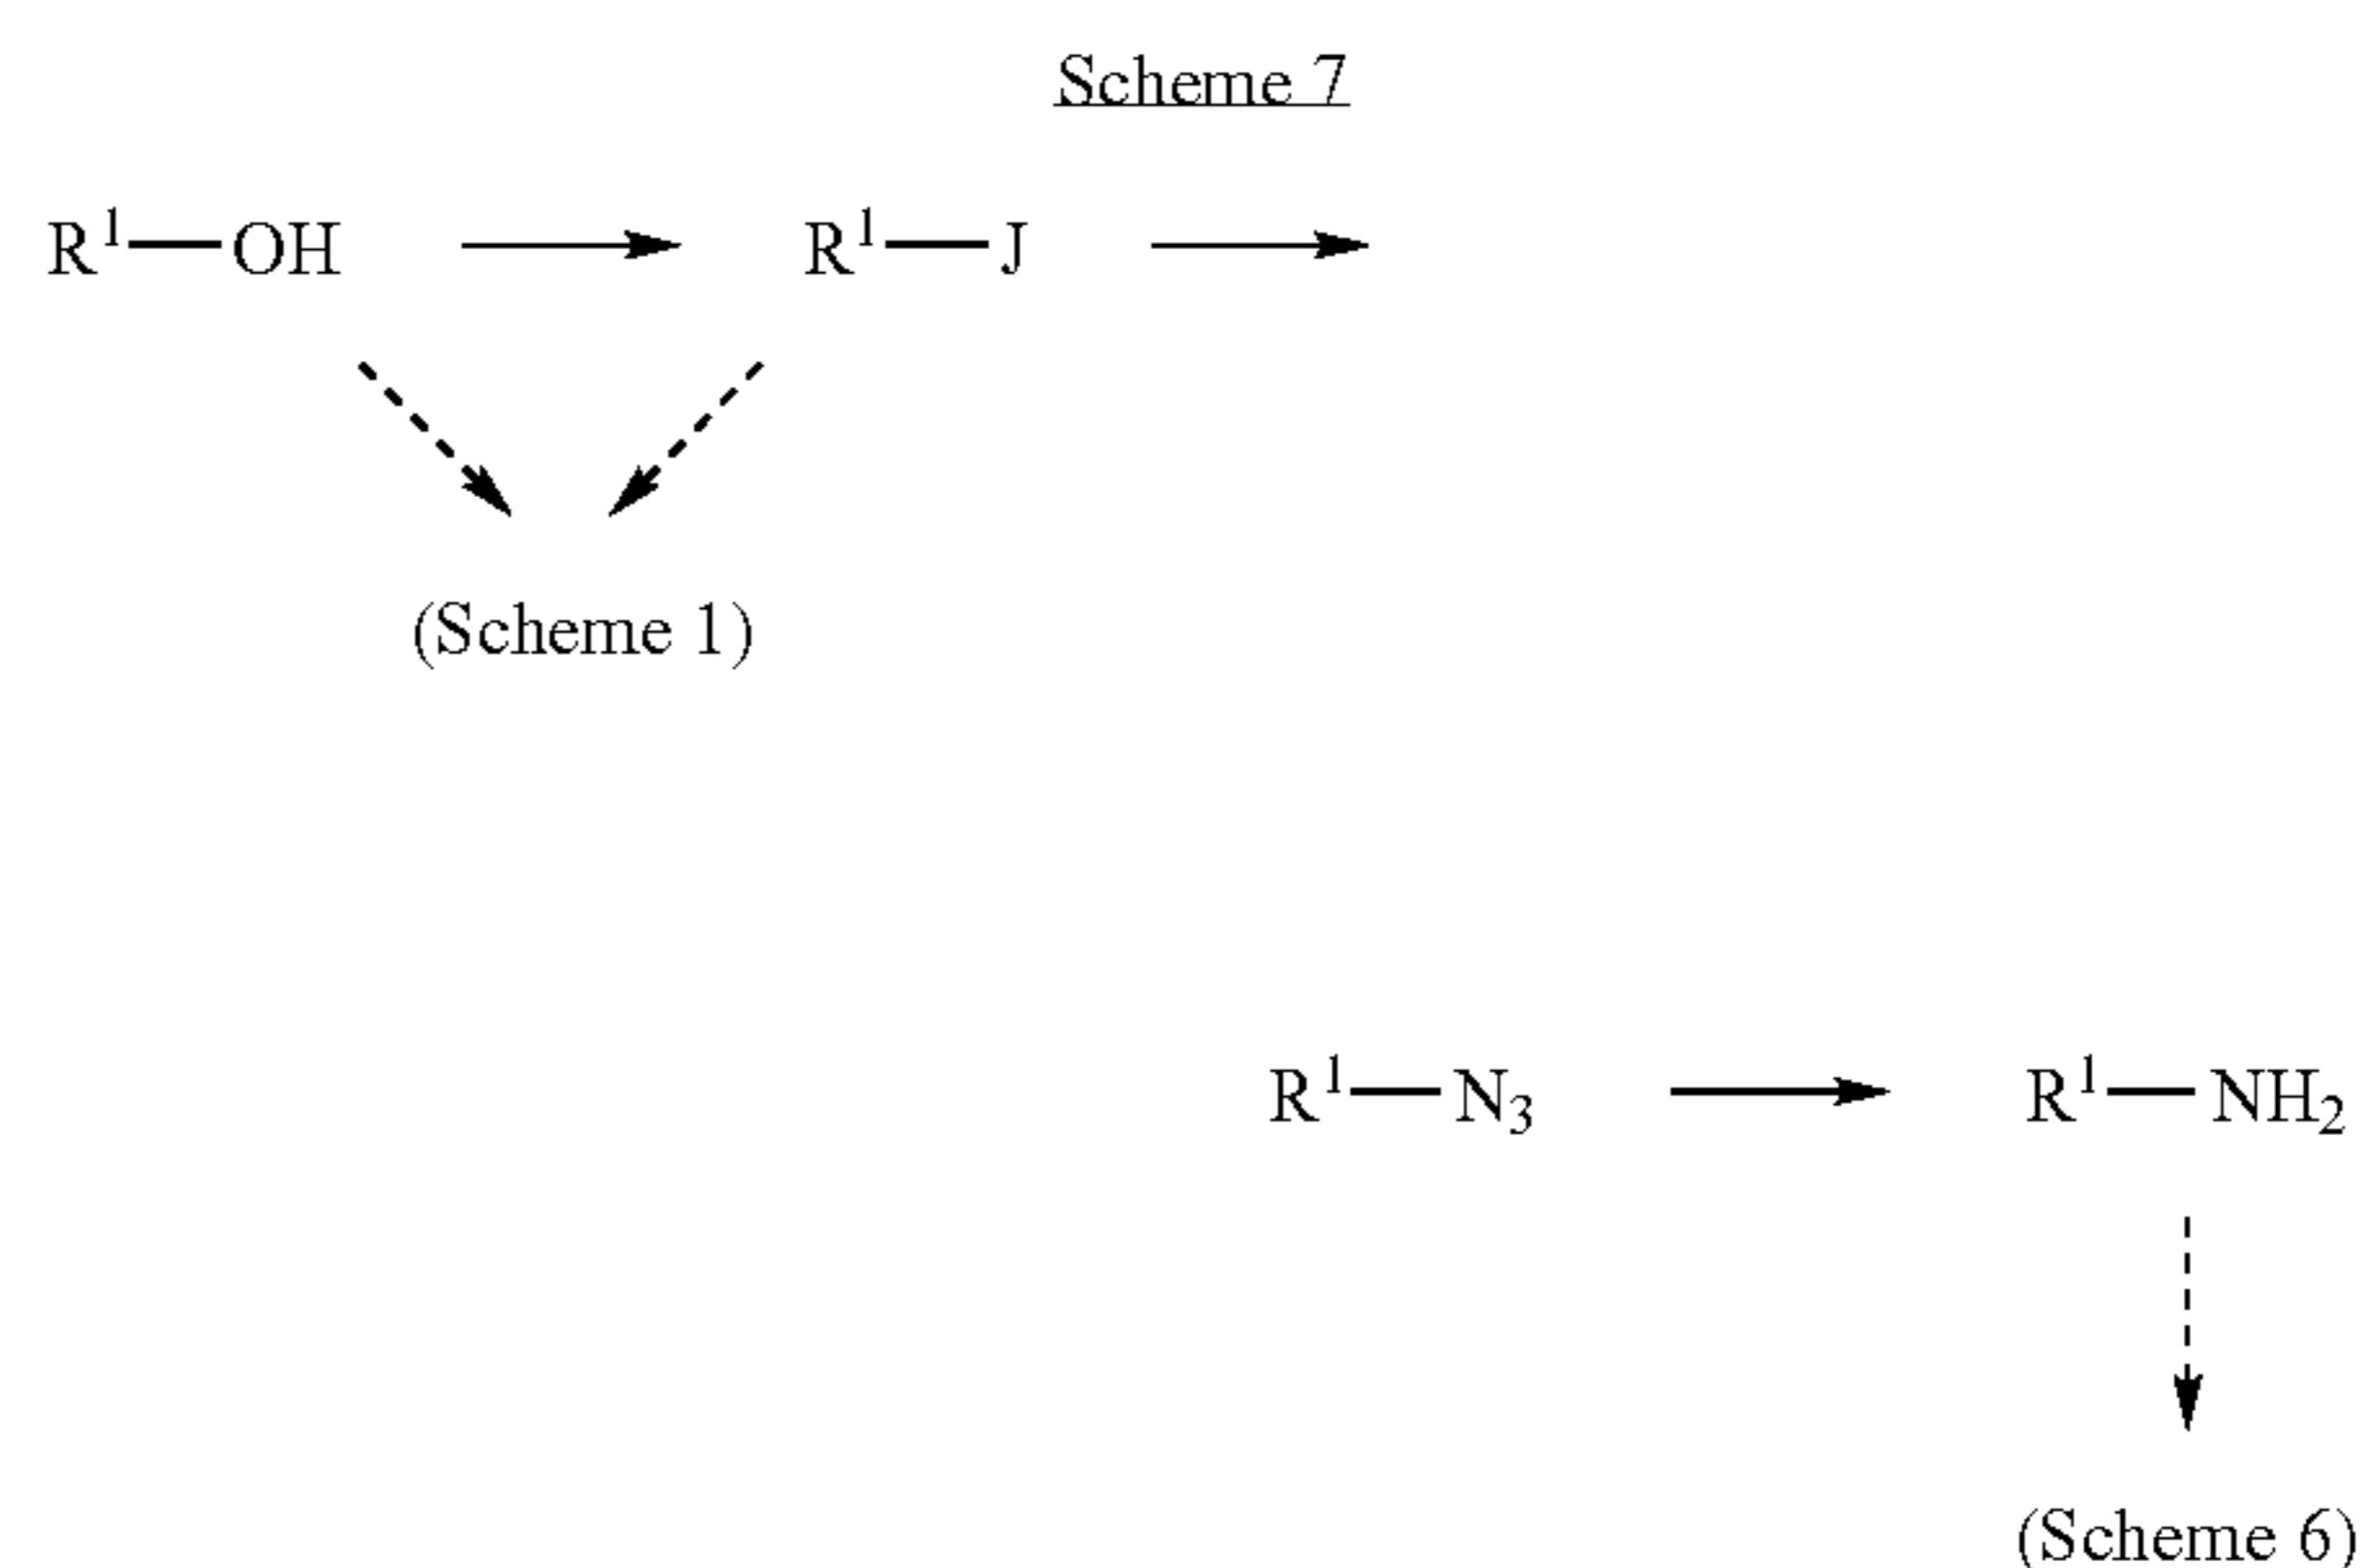 Scheme 7
R¹—OH → R¹—J →
(Scheme 1)
R¹—N₃ → R¹—NH₂
(Scheme 6)